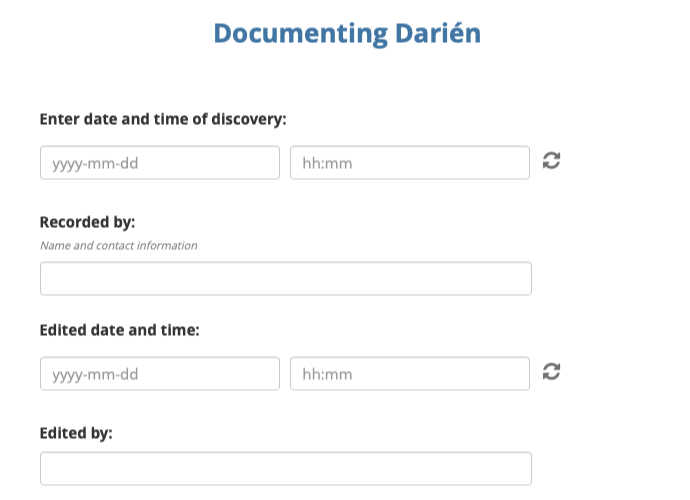 Documenting Darién
Enter date and time of discovery:
yyyy-mm-dd hh:mm
Recorded by:
Name and contact information
Edited date and time:
yyyy-mm-dd hh:mm
Edited by: